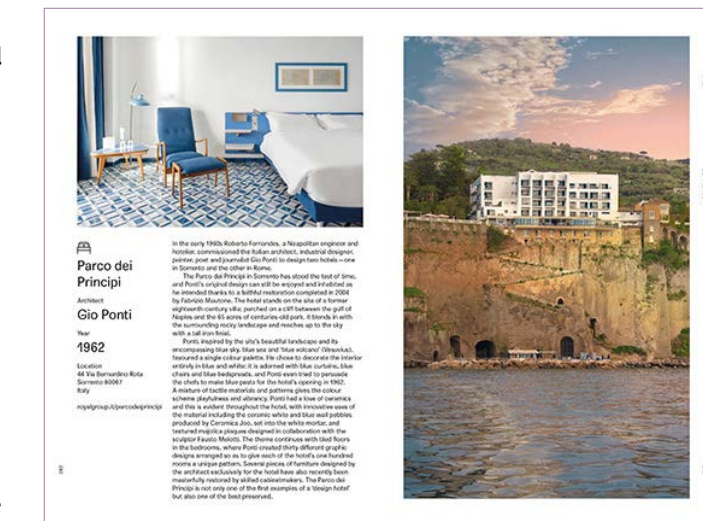 Parco dei
Principi
Architect
Gio Ponti
Year
1962
Location
44 Via Bernardino Rota
Sorrento 80067
Italy
royalgroup.it/parcodeiprincipi
In the early 1960s Roberto Fernandes, a Neapolitan engineer and
hotelier, commissioned the Italian architect, industrial designer,
painter, poet and journalist Gio Ponti to design two hotels – one
in Sorrento and the other in Rome.
The Parco dei Principi in Sorrento has stood the test of time,
and Ponti's original design can still be enjoyed and inhabited as
he intended thanks to a faithful restoration completed in 2004
by Fabrizio Mautone. The hotel stands on the site of a former
eighteenth-century villa; perched on a cliff between the gulf of
Naples and the 65 acres of centuries-old park, it blends in with
the surrounding rocky landscape and reaches up to the sky
with a tall iron finial.
Ponti, inspired by the site's beautiful landscape and its
encompassing blue sky, blue sea and 'blue volcano' (Vesuvius),
favoured a single colour palette. He chose to decorate the interior
entirely in blue and white: it is adorned with blue curtains, blue
chairs and blue bedspreads, and Ponti even tried to persuade
the chefs to make blue pasta for the hotel's opening in 1962.
A mixture of tactile materials and patterns gives the colour
scheme playfulness and vibrancy. Ponti had a love of ceramics
and this is evident throughout the hotel, with innovative uses of
the material including the ceramic white and blue wall pebbles
produced by Ceramica Joo, set into the white mortar, and
textured majolica plaques designed in collaboration with the
sculptor Fausto Melotti. The theme continues with tiled floors
in the bedrooms, where Ponti created thirty different graphic
designs arranged so as to give each of the hotel's one hundred
rooms a unique pattern. Several pieces of furniture designed by
the architect exclusively for the hotel have also recently been
masterfully restored by skilled cabinetmakers. The Parco dei
Principi is not only one of the first examples of a 'design hotel'
but also one of the best preserved.